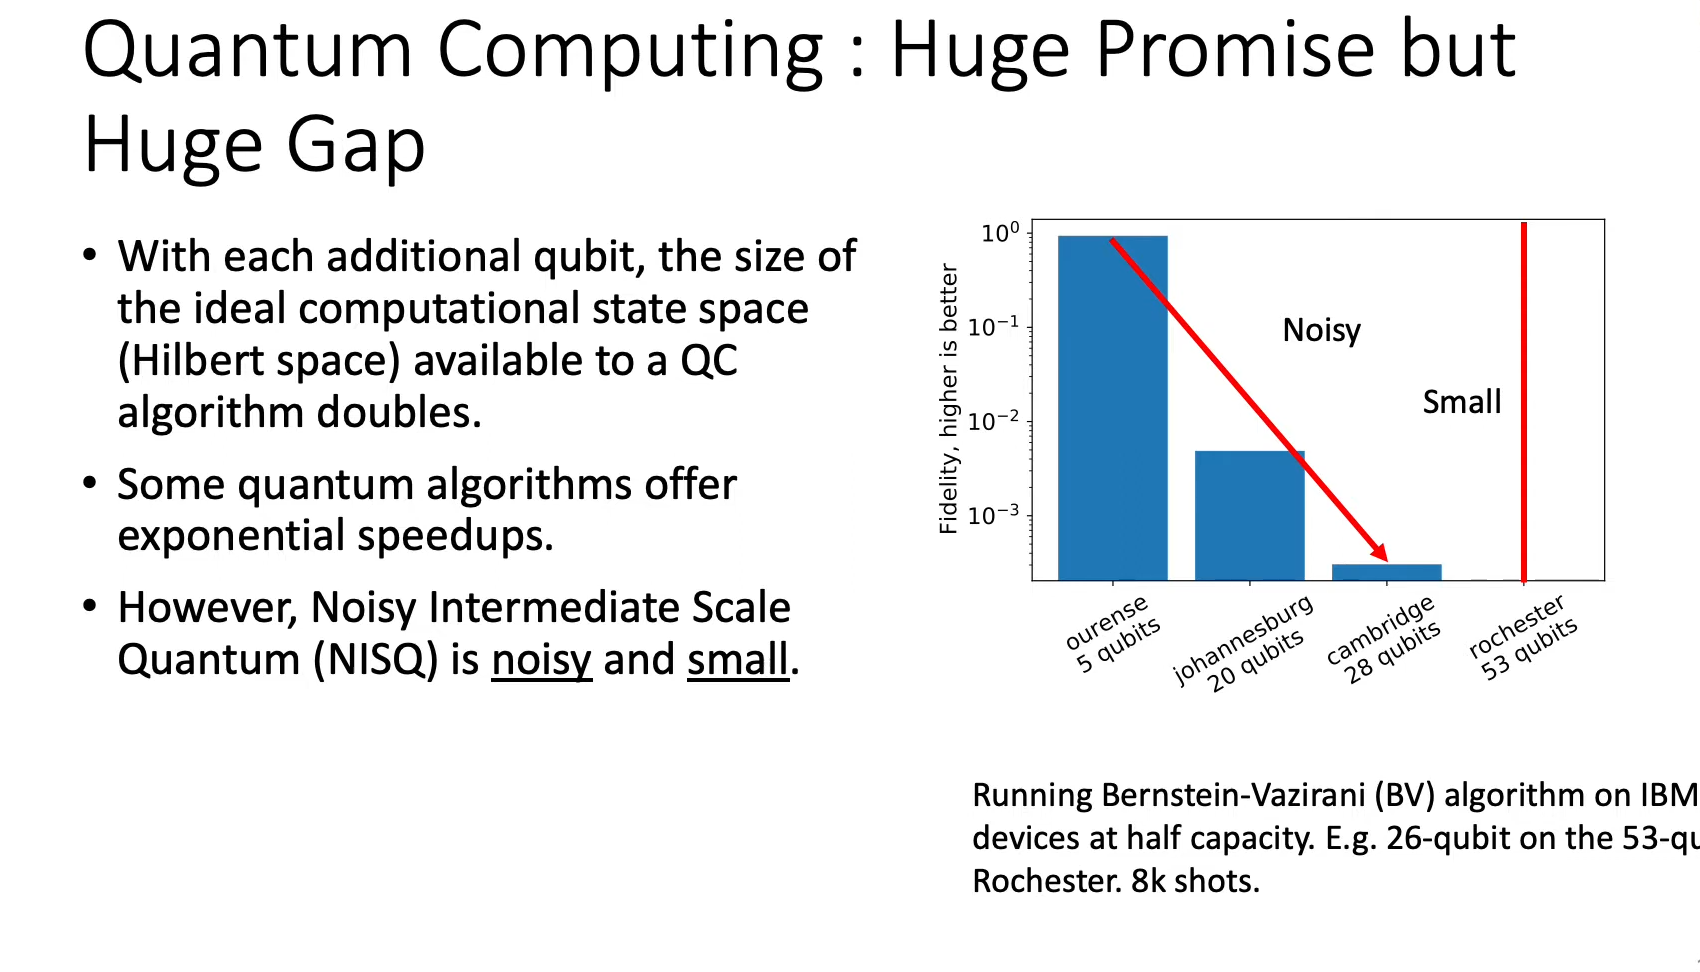 Quantum Computing : Huge Promise but
Huge Gap
• With each additional qubit, the size of
the ideal computational state space
(Hilbert space) available to a QC
algorithm doubles.
• Some quantum algorithms offer
exponential speedups.
• However, Noisy Intermediate Scale
Quantum (NISQ) is noisy and small.
Fidelity, higher is better
10⁰
10⁻¹
10⁻²
10⁻³
Noisy
Small
ourense
5 qubits
johannesburg
20 qubits
cambridge
28 qubits
rochester
53 qubits
Running Bernstein-Vazirani (BV) algorithm on IBM
devices at half capacity. E.g. 26-qubit on the
Rochester. 8k shots.